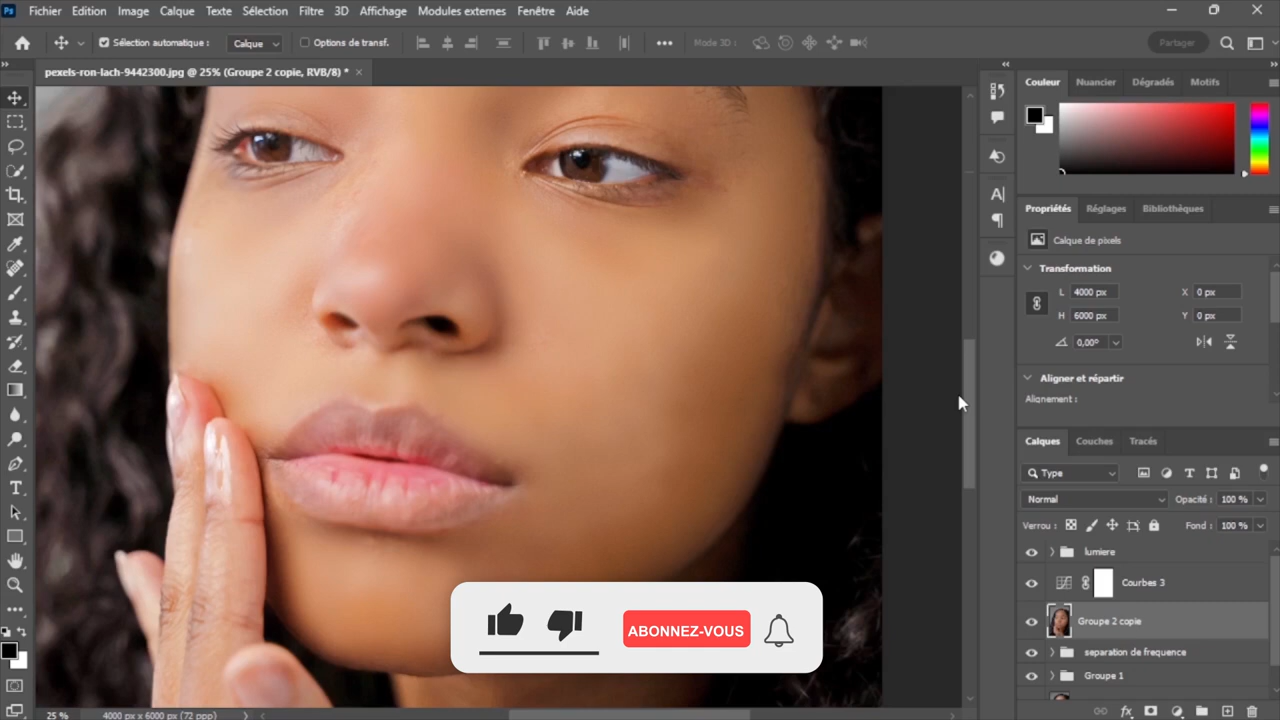 Ps Fichier Edition Image Calque Texte Sélection Filtre 3D Affichage Modules externes Fenêtre Aide
Sélection automatique : Calque Options de transf. Mode 3D : Partager
pexels-ron-lach-9442300.jpg @ 25% (Groupe 2 copie, RVB/8) * ×
Couleur Nuancier Dégradés Motifs
Propriétés Réglages Bibliothèques
Calque de pixels
Transformation
L 4000 px X 0 px
H 6000 px Y 0 px
0,00°
Aligner et répartir
Alignement :
Calques Couches Tracés
Type
Normal Opacité : 100 %
Verrou : Fond : 100 %
lumiere
Courbes 3
Groupe 2 copie
separation de frequence
Groupe 1
ABONNEZ-VOUS
25 % 4000 px x 6000 px (72 ppp)